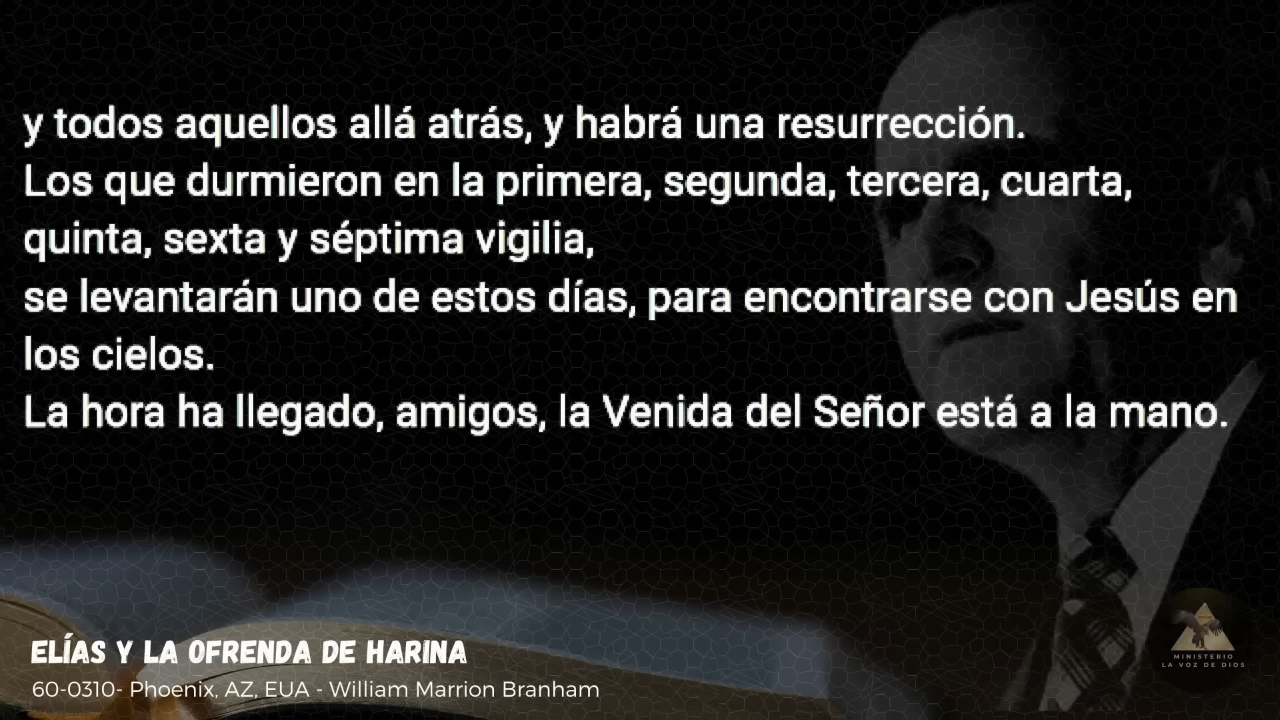 y todos aquellos allá atrás, y habrá una resurrección.
Los que durmieron en la primera, segunda, tercera, cuarta,
quinta, sexta y séptima vigilia,
se levantarán uno de estos días, para encontrarse con Jesús en
los cielos.
La hora ha llegado, amigos, la Venida del Señor está a la mano.
ELÍAS Y LA OFRENDA DE HARINA
60-0310- Phoenix, AZ, EUA - William Marrion Branham
MINISTERIO
LA VOZ DE DIOS